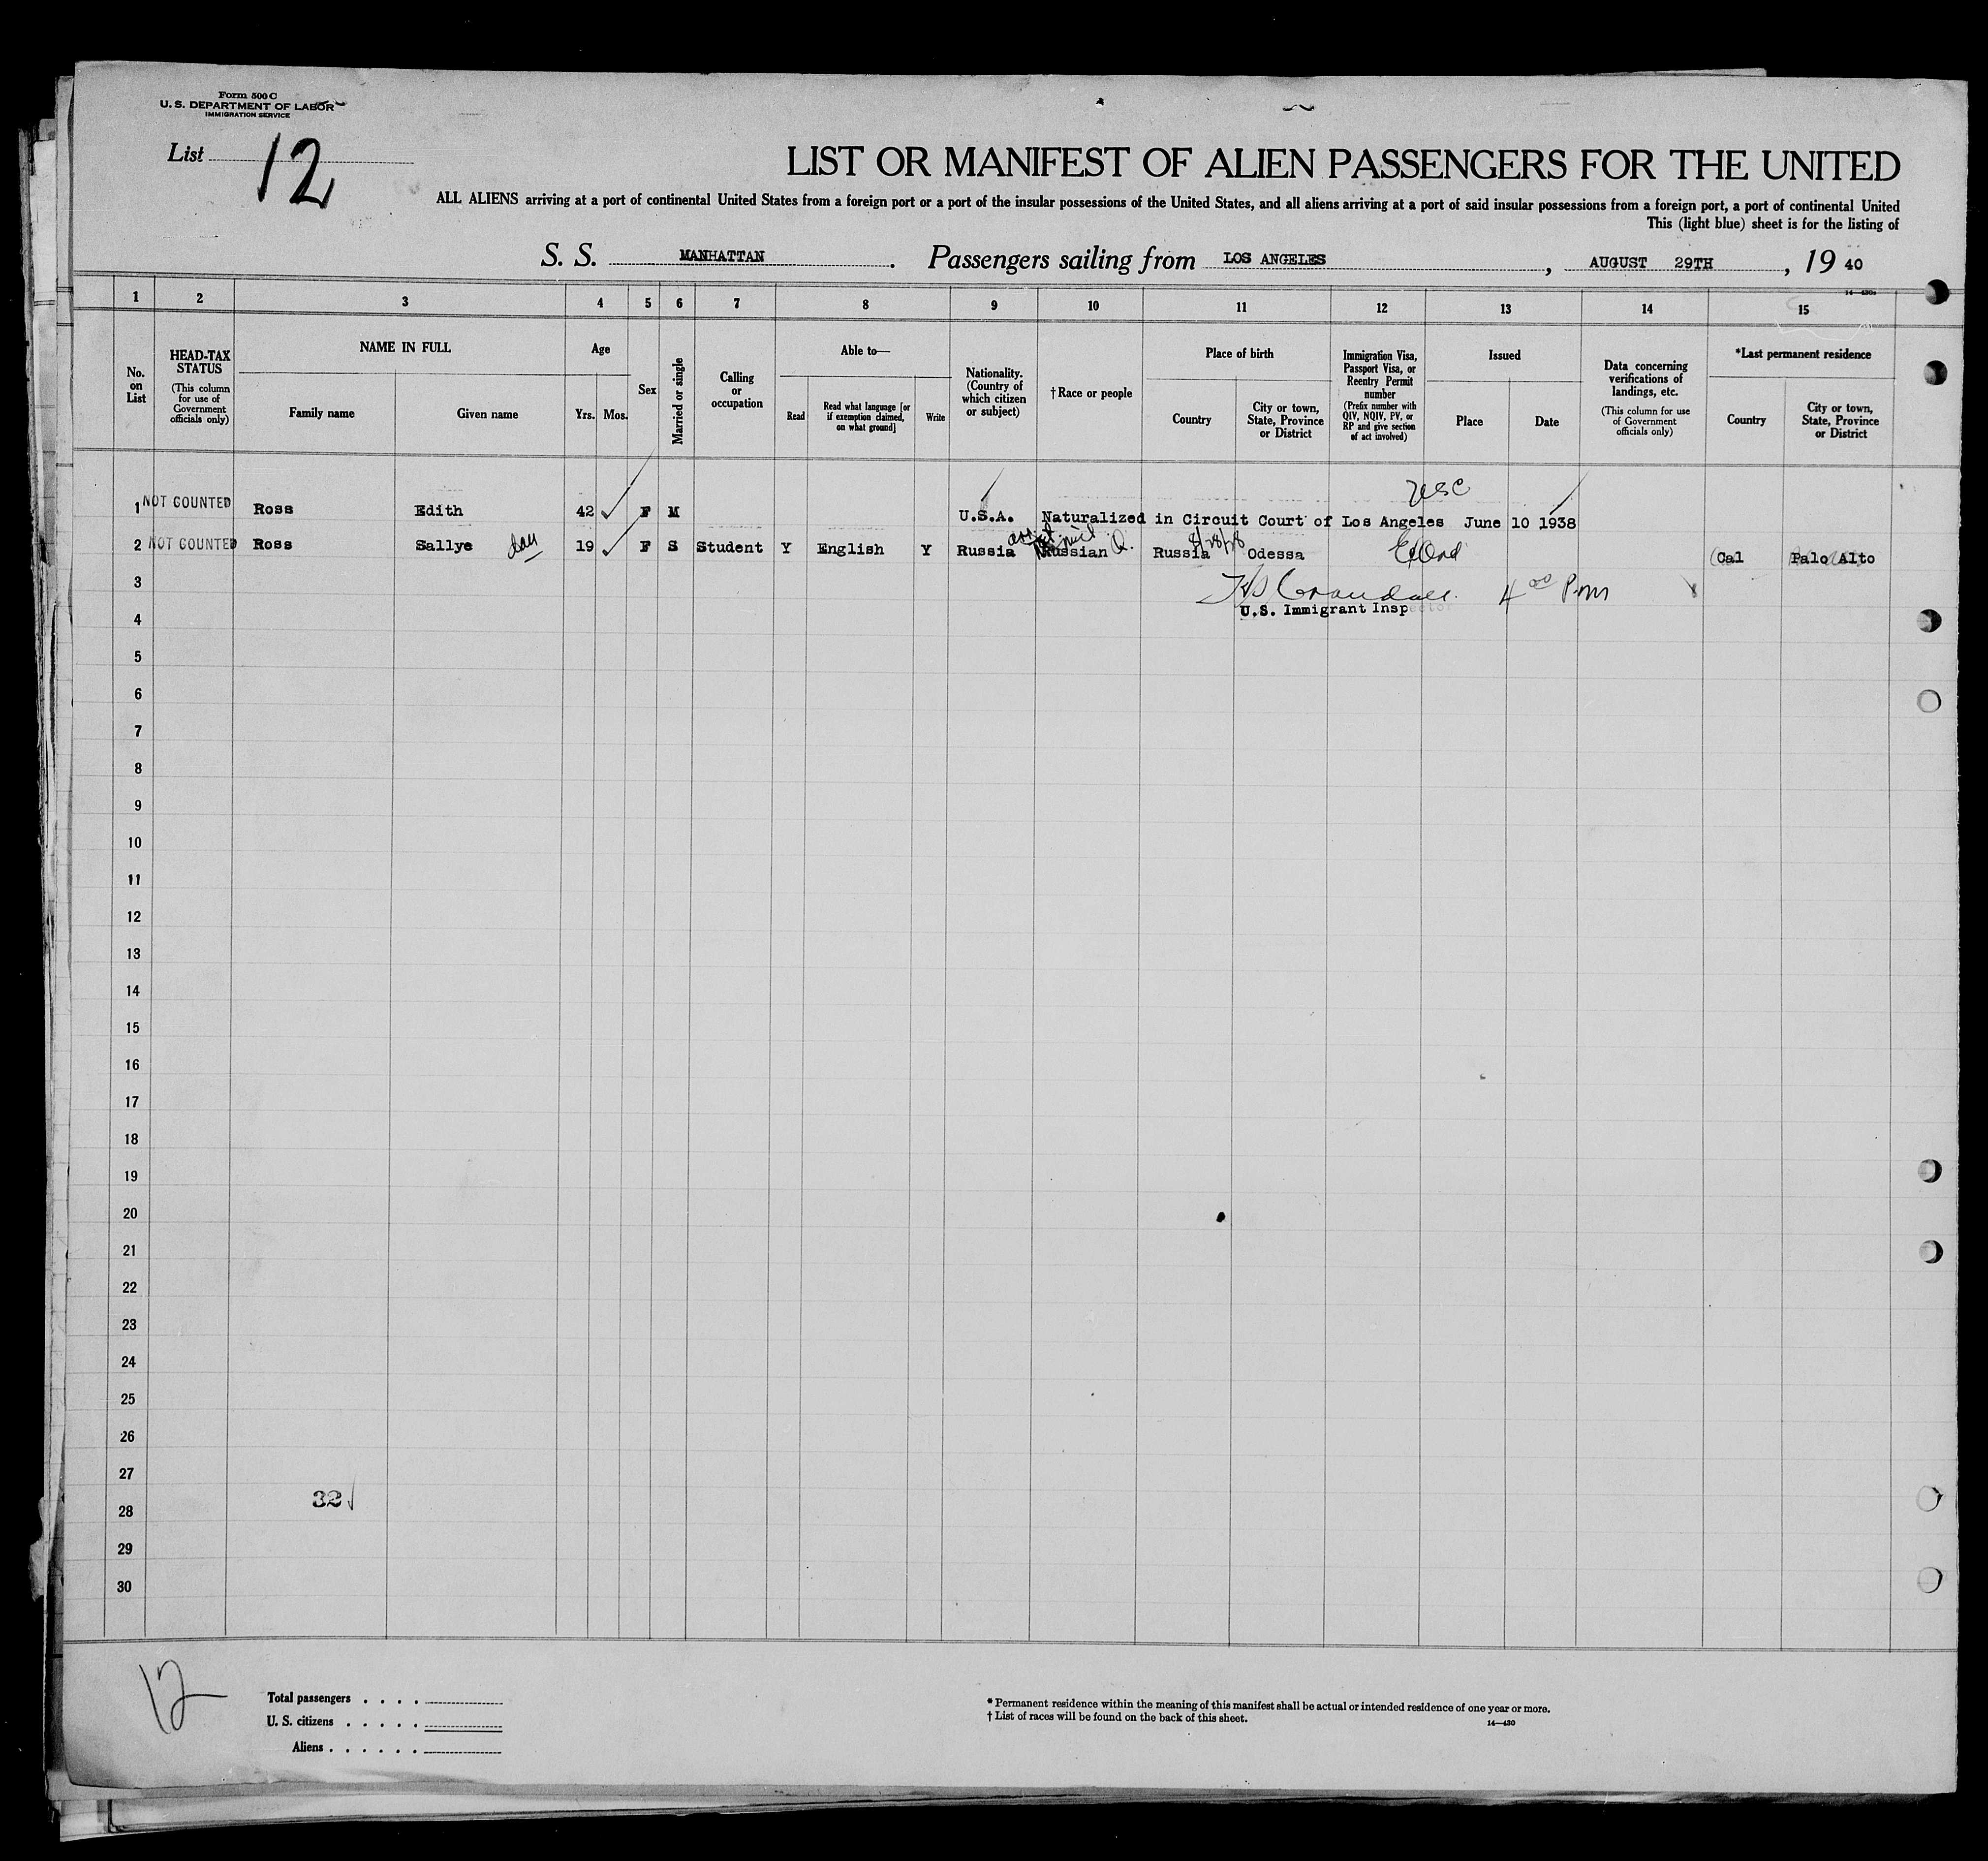 Form 500 C
U. S. DEPARTMENT OF LABOR
IMMIGRATION SERVICE
List 12
LIST OR MANIFEST OF ALIEN PASSENGERS FOR THE UNITED
ALL ALIENS arriving at a port of continental United States from a foreign port or a port of the insular possessions of the United States, and all aliens arriving at a port of said insular possessions from a foreign port, a port of continental United
This (light blue) sheet is for the listing of
S. S. MANHATTAN. Passengers sailing from LOS ANGELES, AUGUST 29TH, 19 40
14—430
1 2 3 4 5 6 7 8 9 10 11 12 13 14 15
No. on List
HEAD-TAX STATUS
(This column for use of Government officials only)
NAME IN FULL
Family name
Given name
Age
Yrs. Mos.
Sex
Married or single
Calling or occupation
Able to—
Read
Read what language [or if exemption claimed, on what ground]
Write
Nationality. (Country of which citizen or subject)
† Race or people
Place of birth
Country
City or town, State, Province or District
Immigration Visa, Passport Visa, or Reentry Permit number
(Prefix number with QIV, NQIV, PV, or RP and give section of act involved)
Issued
Place
Date
Data concerning verifications of landings, etc.
(This column for use of Government officials only)
*Last permanent residence
Country
City or town, State, Province or District
USC
1 NOT COUNTED Ross Edith 42 F M U.S.A. Naturalized in Circuit Court of Los Angeles June 10 1938
2 NOT COUNTED Ross Sallye dau 19 F S Student Y English Y Russia Russian Russia 8/28/28 Odessa Cal Palo Alto
3 Crandall 4 00 Pm
U.S. Immigrant Inspector
4
5
6
7
8
9
10
11
12
13
14
15
16
17
18
19
20
21
22
23
24
25
26
27
32
28
29
30
12
Total passengers . . . .
U. S. citizens . . . . .
Aliens . . . . . .
* Permanent residence within the meaning of this manifest shall be actual or intended residence of one year or more.
† List of races will be found on the back of this sheet.
14—430